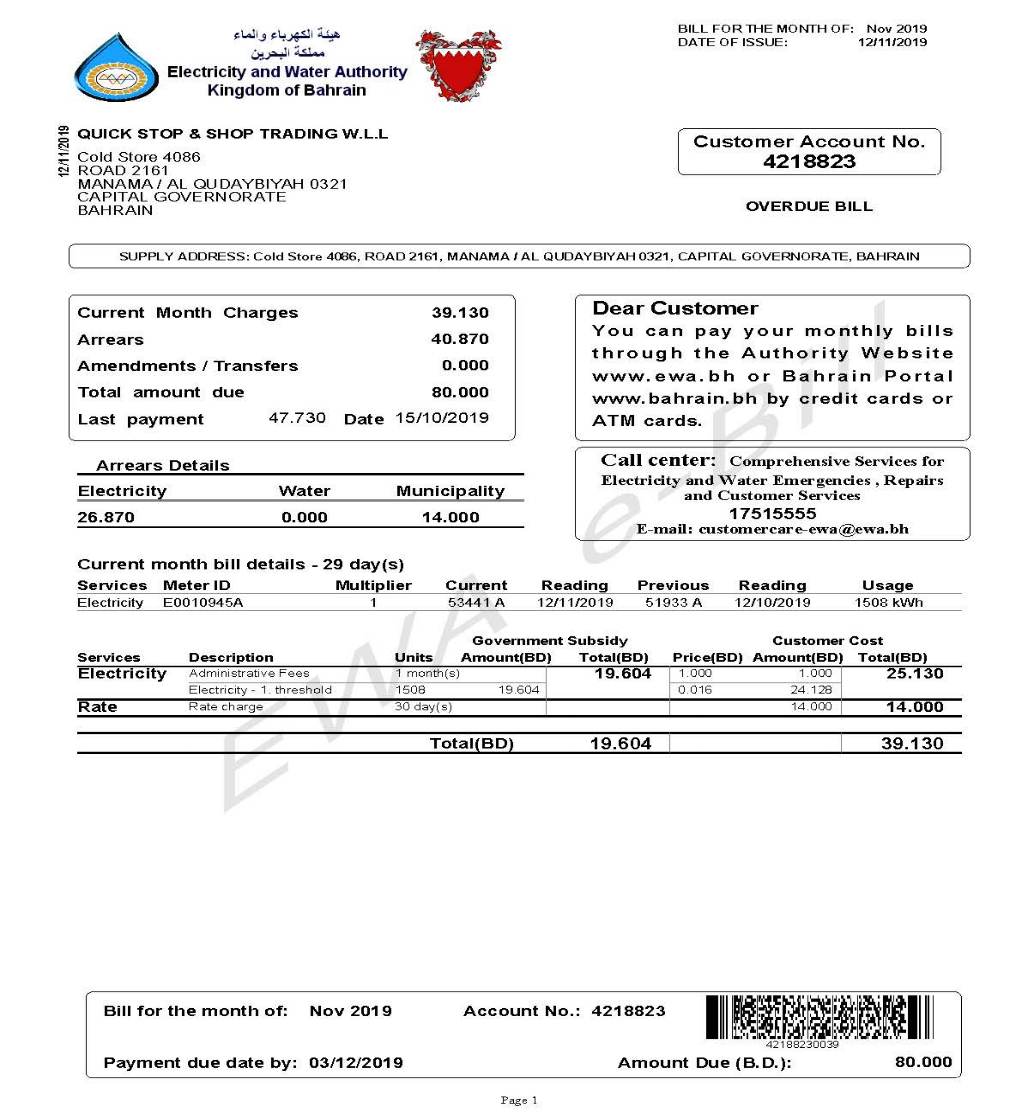 هيئة الكهرباء والماء
مملكة البحرين
Electricity and Water Authority
Kingdom of Bahrain
BILL FOR THE MONTH OF: Nov 2019
DATE OF ISSUE: 12/11/2019
12/11/2019
QUICK STOP & SHOP TRADING W.L.L
Cold Store 4086
ROAD 2161
MANAMA / AL QUDAYBIYAH 0321
CAPITAL GOVERNORATE
BAHRAIN
Customer Account No.
4218823
OVERDUE BILL
SUPPLY ADDRESS: Cold Store 4086, ROAD 2161, MANAMA / AL QUDAYBIYAH 0321, CAPITAL GOVERNORATE, BAHRAIN
Current Month Charges 39.130
Arrears 40.870
Amendments / Transfers 0.000
Total amount due 80.000
Last payment 47.730 Date 15/10/2019
Dear Customer
You can pay your monthly bills
through the Authority Website
www.ewa.bh or Bahrain Portal
www.bahrain.bh by credit cards or
ATM cards.
Arrears Details
Electricity Water Municipality
26.870 0.000 14.000
Call center: Comprehensive Services for
Electricity and Water Emergencies , Repairs
and Customer Services
17515555
E-mail: customercare-ewa@ewa.bh
Current month bill details - 29 day(s)
Services Meter ID Multiplier Current Reading Previous Reading Usage
Electricity E0010945A 1 53441 A 12/11/2019 51933 A 12/10/2019 1508 kWh
Government Subsidy Customer Cost
Services Description Units Amount(BD) Total(BD) Price(BD) Amount(BD) Total(BD)
Electricity Administrative Fees 1 month(s) 19.604 1.000 1.000 25.130
Electricity - 1. threshold 1508 19.604 0.016 24.128
Rate Rate charge 30 day(s) 14.000 14.000
Total(BD) 19.604 39.130
EWA e-Bill
Bill for the month of: Nov 2019 Account No.: 4218823
42188230039
Payment due date by: 03/12/2019 Amount Due (B.D.): 80.000
Page 1